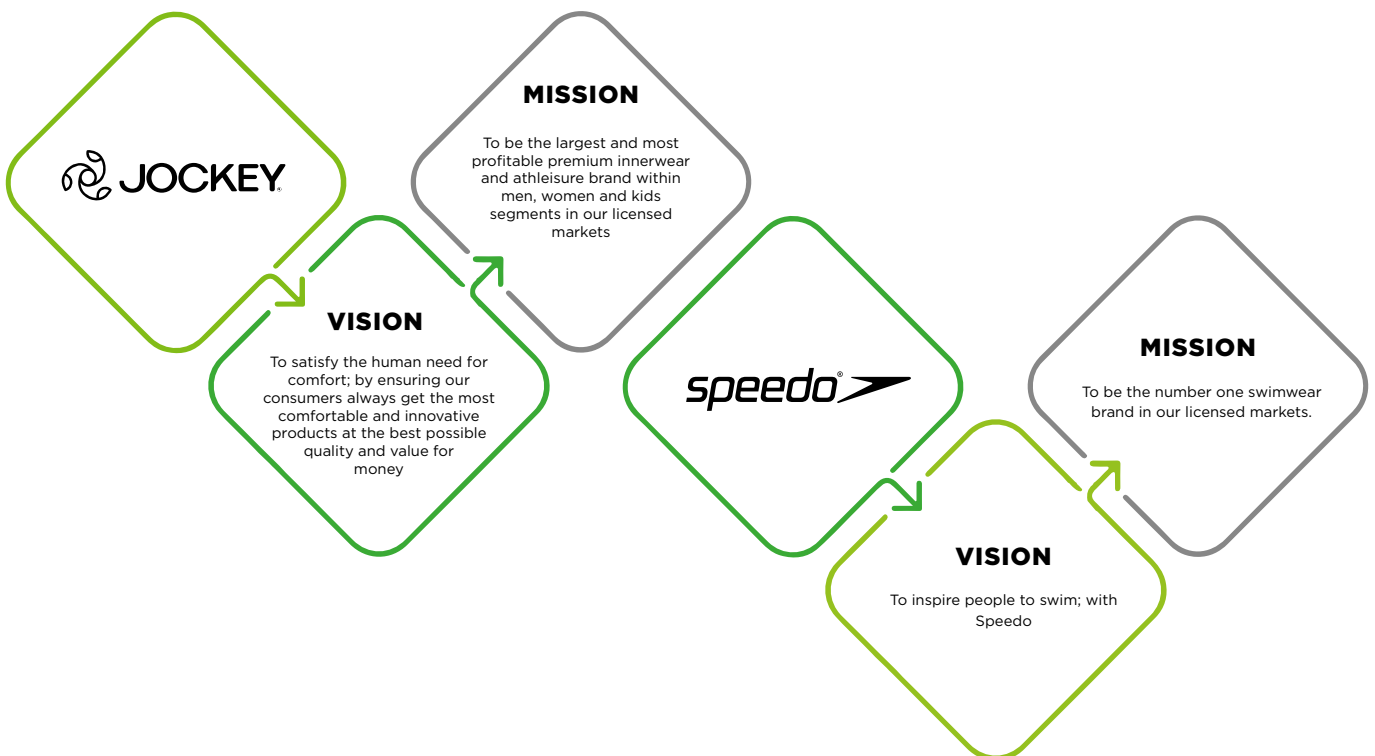 JOCKEY®
VISION
To satisfy the human need for
comfort; by ensuring our
consumers always get the most
comfortable and innovative
products at the best possible
quality and value for
money
MISSION
To be the largest and most
profitable premium innerwear
and athleisure brand within
men, women and kids
segments in our licensed
markets
speedo®
VISION
To inspire people to swim; with
Speedo
MISSION
To be the number one swimwear
brand in our licensed markets.